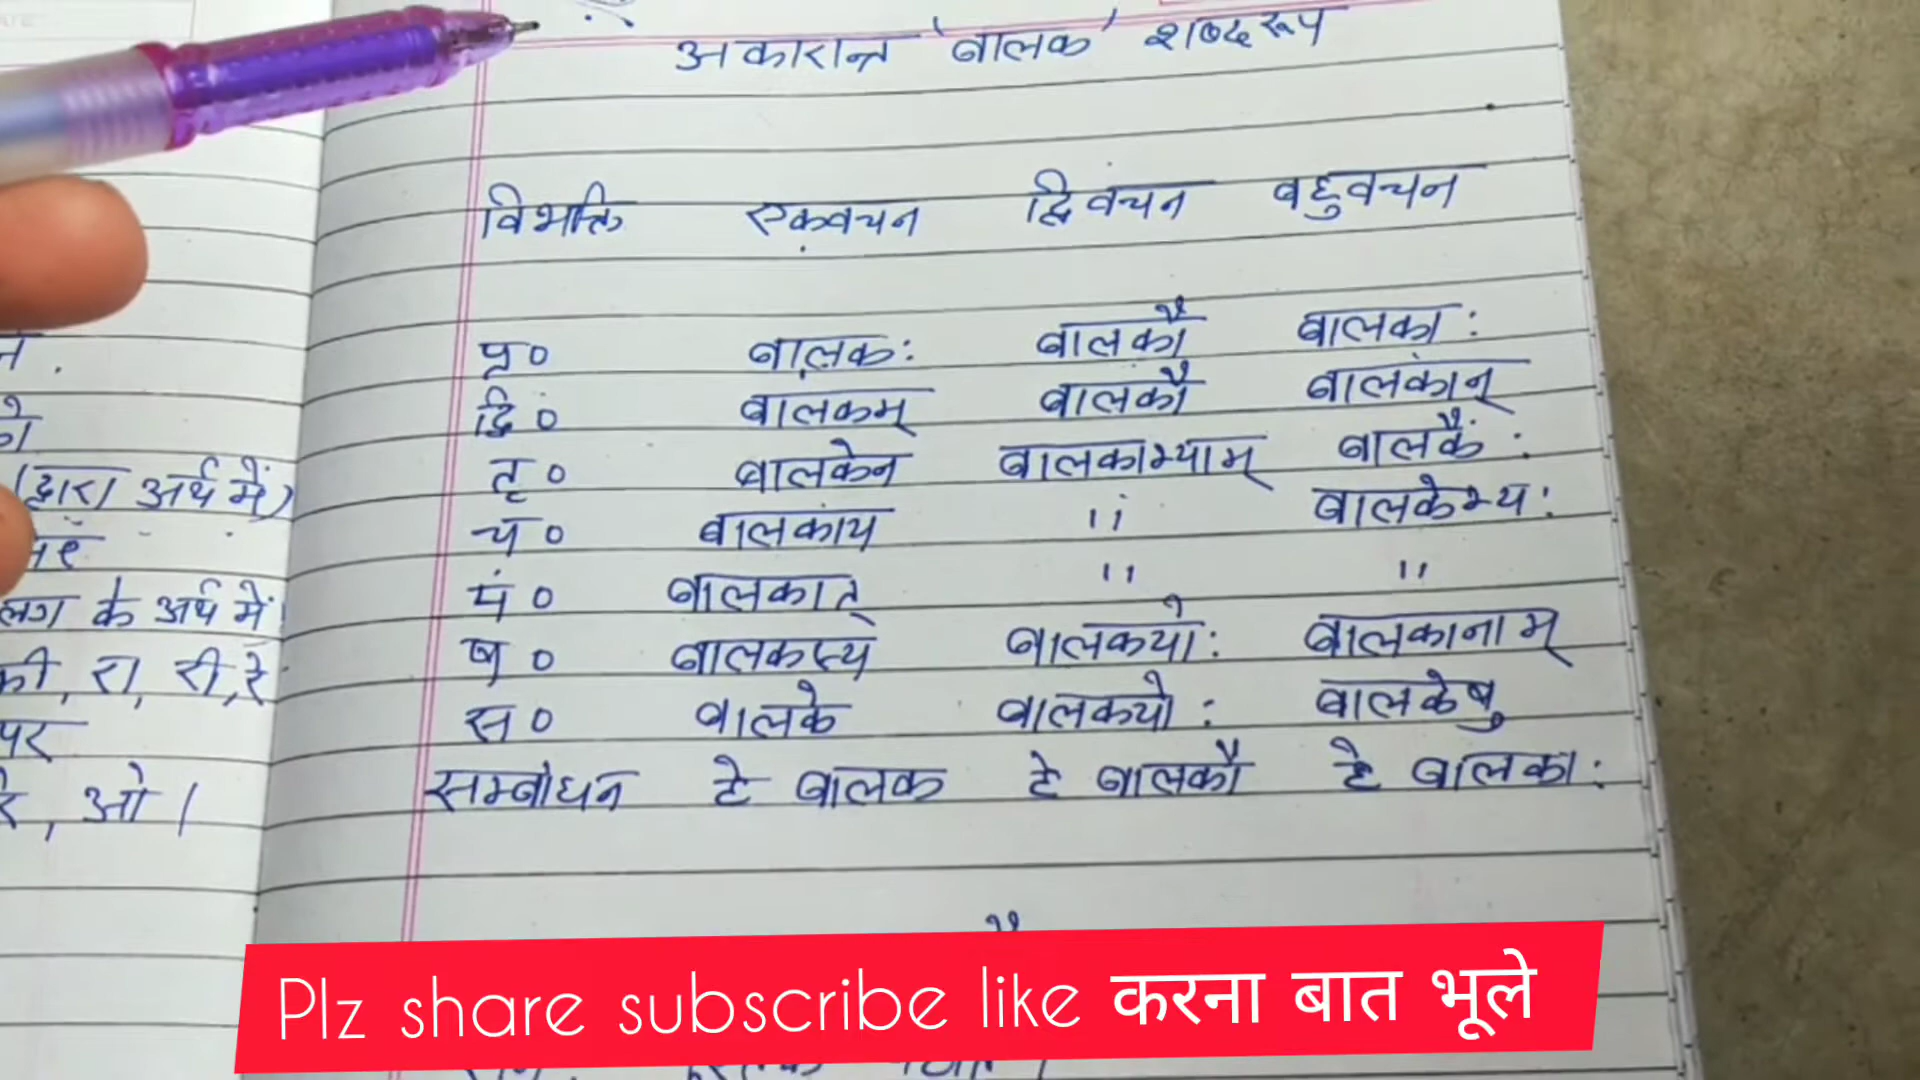 अकारान्त 'बालक' शब्दरूप
विभक्ति एकवचन द्विवचन बहुवचन
प्र० बालकः बालकौ बालकाः
द्वि० बालकम् बालकौ बालकान्
तृ० बालकेन बालकाभ्याम् बालकैः
च० बालकाय " बालकेभ्यः
पं० बालकात् " "
ष० बालकस्य बालकयोः बालकानाम्
स० बालके बालकयोः बालकेषु
सम्बोधन हे बालक हे बालकौ हे बालकाः
(द्वारा अर्थ में)
के अर्थ में
की, रा, री, रे
पर
, ओ।
Plz share subscribe like करना बात भूले